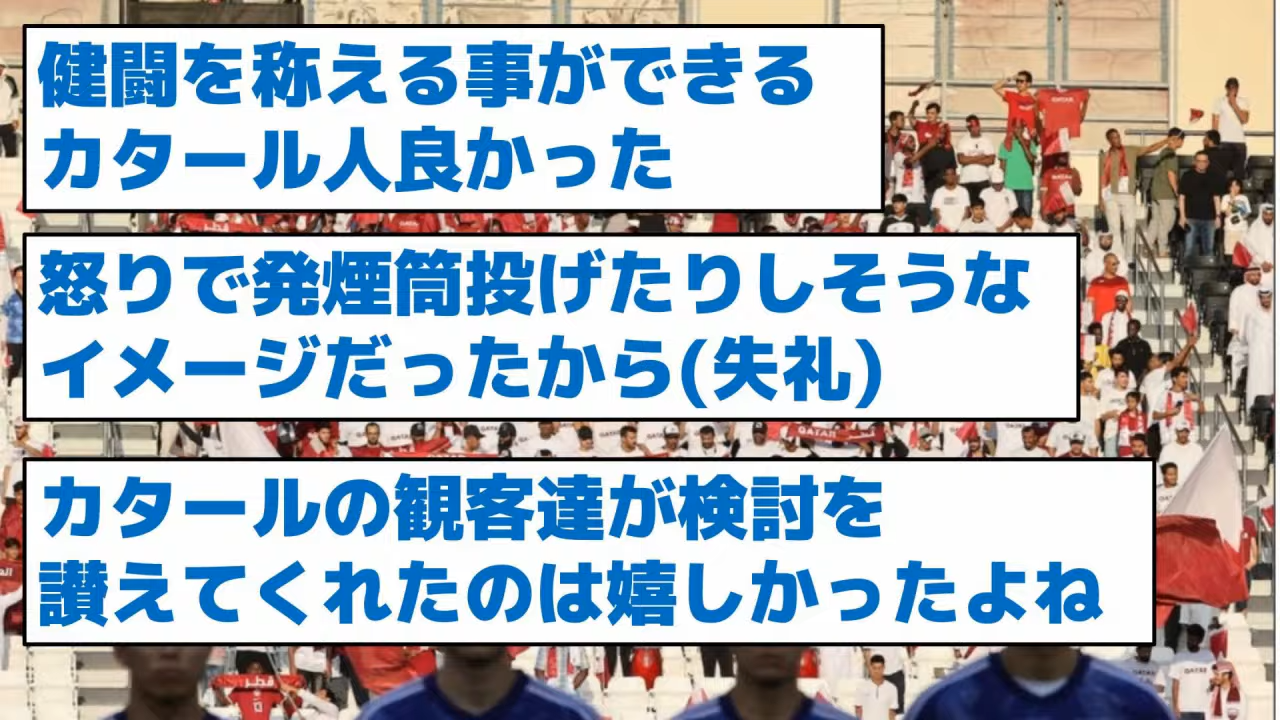 健闘を称える事ができる
カタール人良かった
怒りで発煙筒投げたりしそうな
イメージだったから(失礼)
カタールの観客達が検討を
讃えてくれたのは嬉しかったよね
QATAR
QATAR
قطر